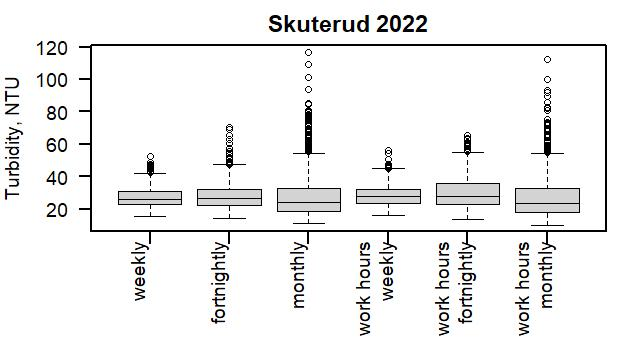 Skuterud 2022
Turbidity, NTU
120
100
80
60
40
20
weekly
fortnightly
monthly
work hours
weekly
work hours
fortnightly
work hours
monthly